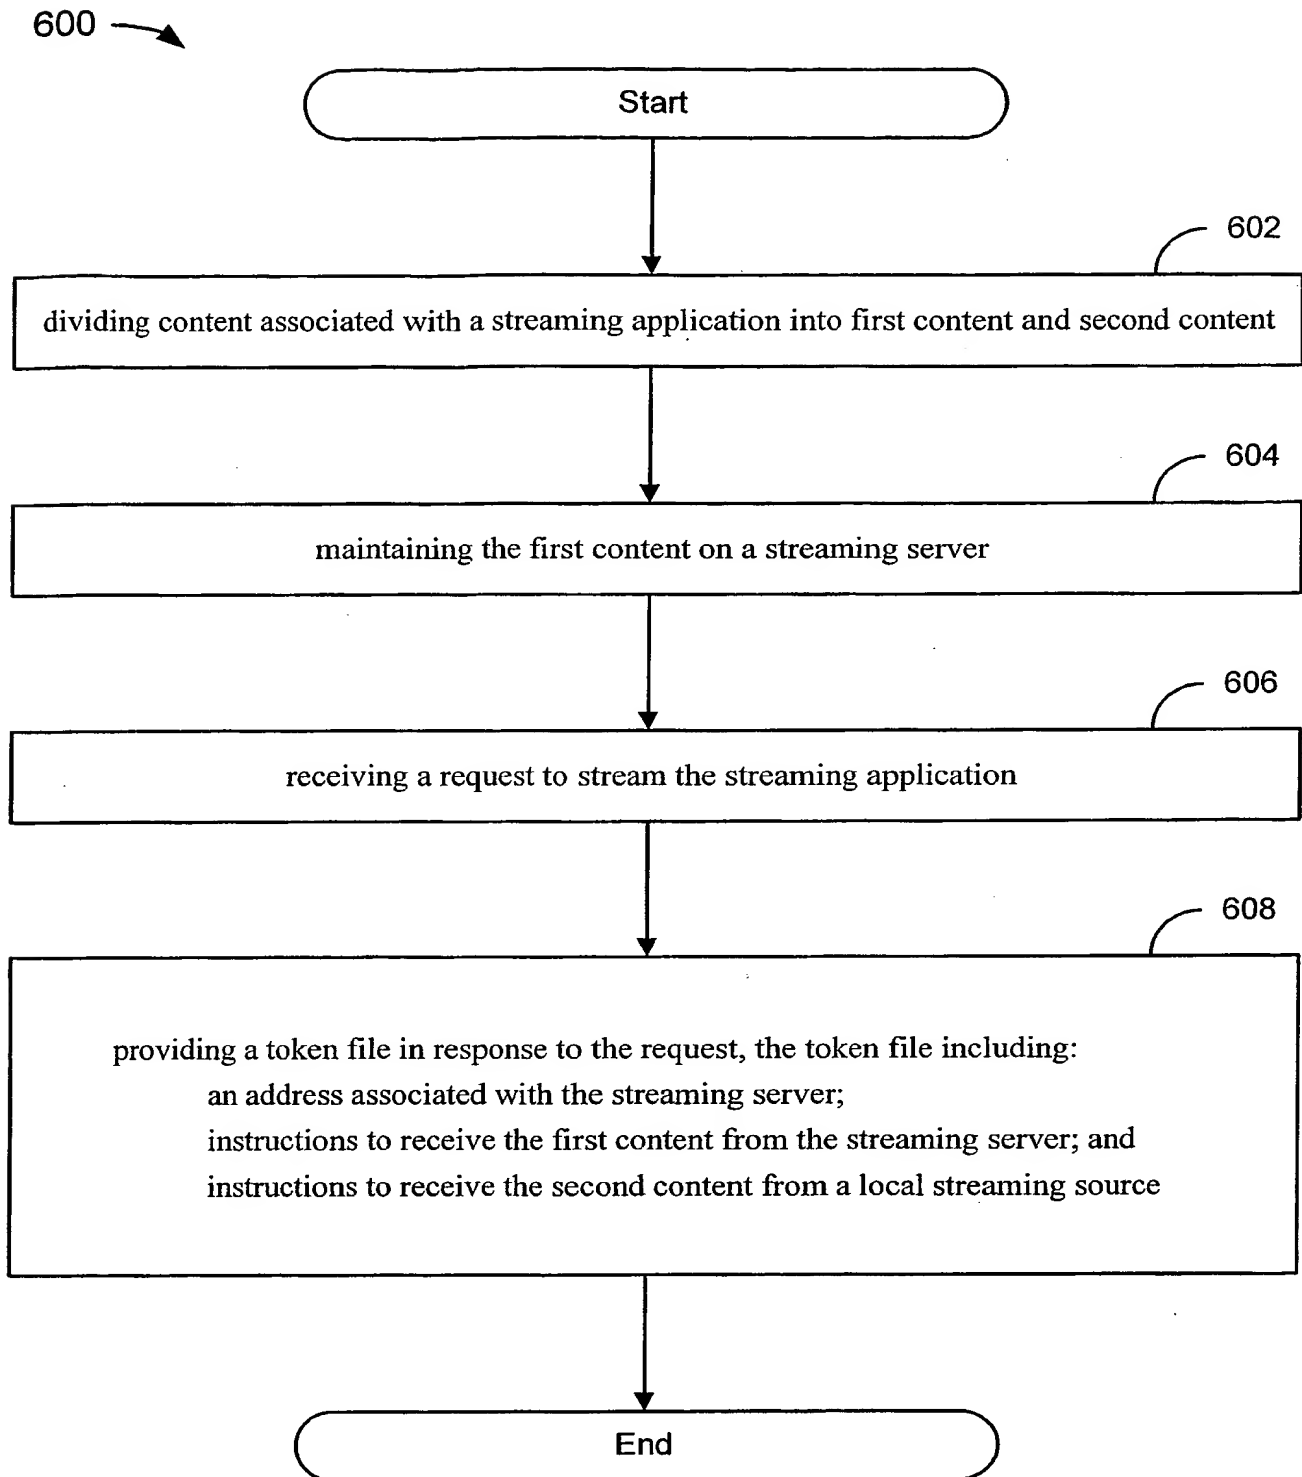 600
Start
602
dividing content associated with a streaming application into first content and second content
604
maintaining the first content on a streaming server
606
receiving a request to stream the streaming application
608
providing a token file in response to the request, the token file including:
an address associated with the streaming server;
instructions to receive the first content from the streaming server; and
instructions to receive the second content from a local streaming source
End